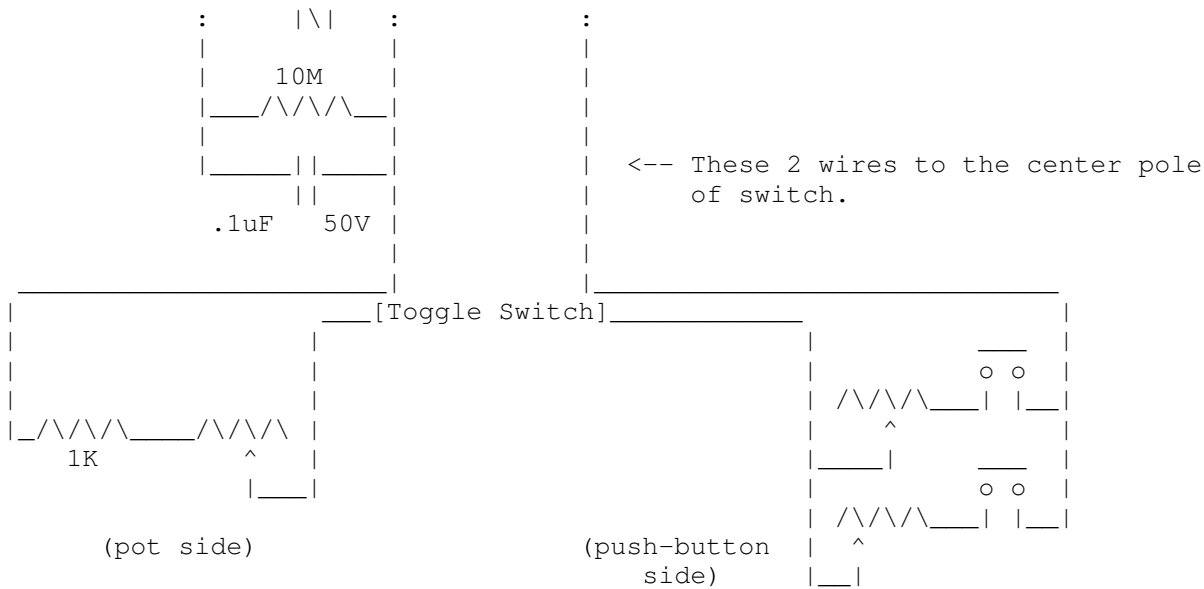 10M
<-- These 2 wires to the center pole
of switch.
.1uF 50V
[Toggle Switch]
1K
(pot side)
(push-button
side)